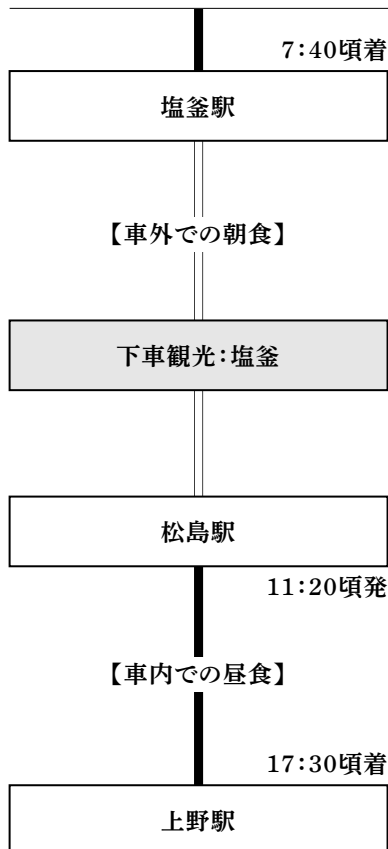 7:40頃着
塩釜駅
【車外での朝食】
下車観光:塩釜
松島駅
11:20頃発
【車内での昼食】
17:30頃着
上野駅